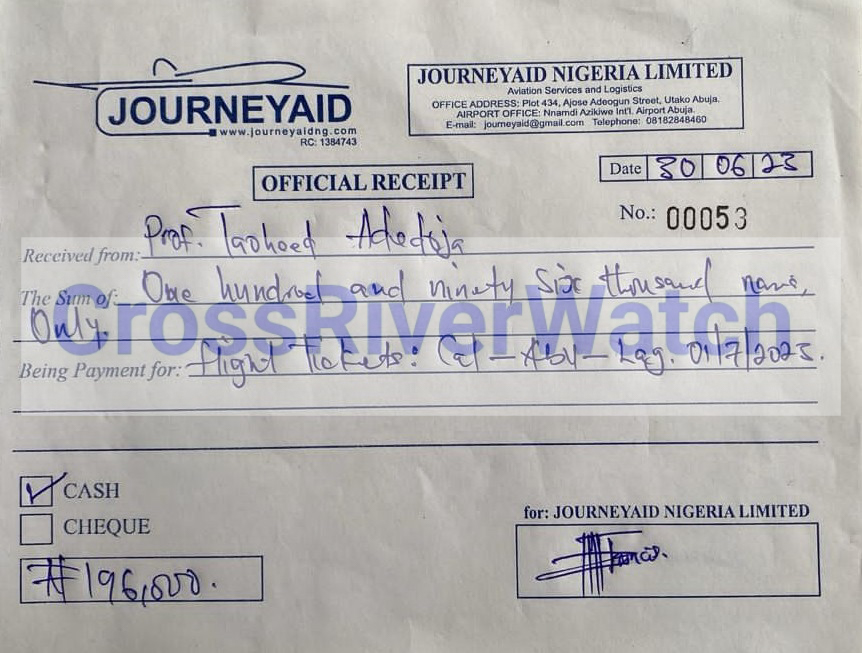 JOURNEYAID
www.journeyaidng.com
RC: 1384743
JOURNEYAID NIGERIA LIMITED
Aviation Services and Logistics
OFFICE ADDRESS: Plot 434, Ajose Adeogun Street, Utako Abuja.
AIRPORT OFFICE: Nnamdi Azikiwe Int'l. Airport Abuja.
E-mail: journeyaid@gmail.com Telephone: 08182848460
OFFICIAL RECEIPT
Date 30 06 23
No.: 00053
Received from: Prof. Taoheed Adedoja
The Sum of: One hundred and ninety six thousand naira,
Only.
CrossRiverWatch
Being Payment for: flight Tickets: Cal - Abv - Lag. 01/7/2023.
CASH
CHEQUE
₦196,000.
for: JOURNEYAID NIGERIA LIMITED